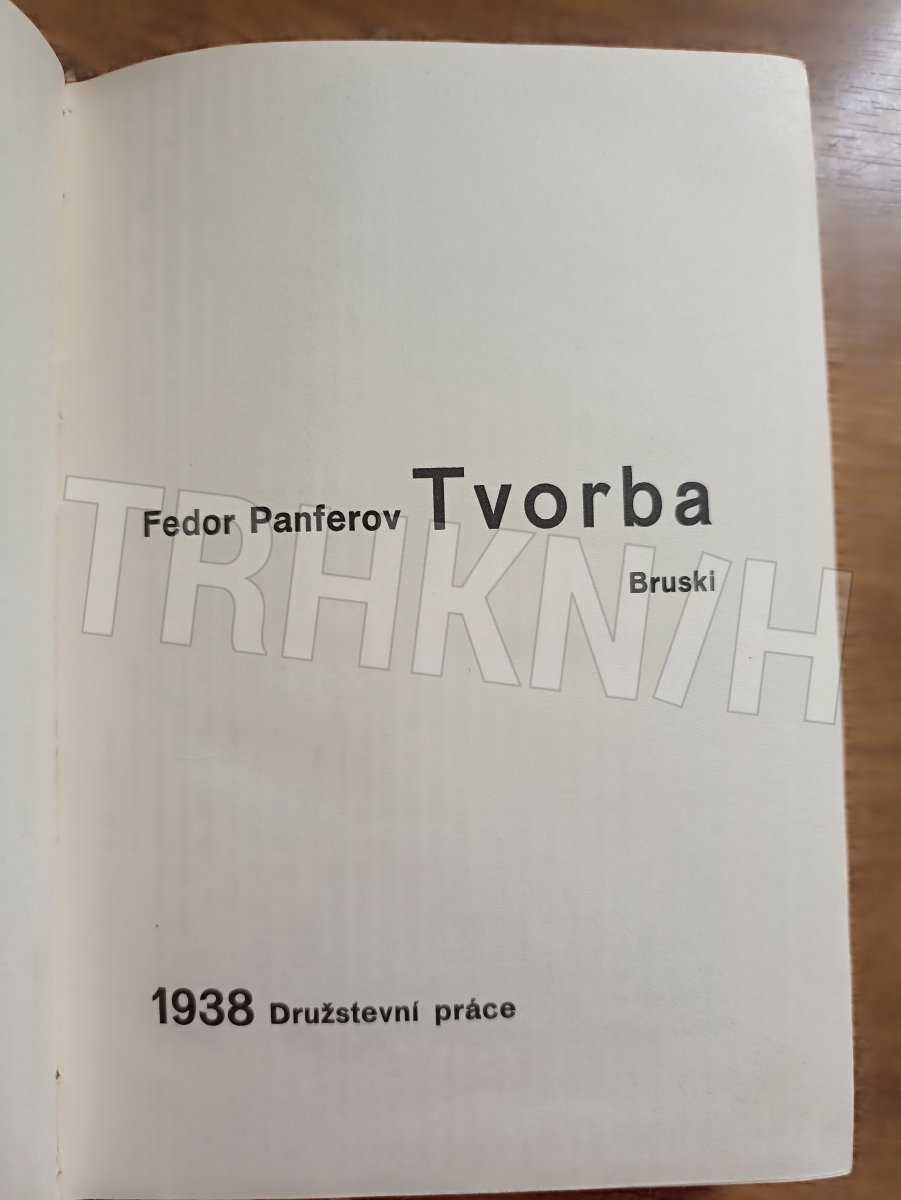 Fedor Panferov Tvorba
Bruski
TRHKNIH
1938 Družstevní práce